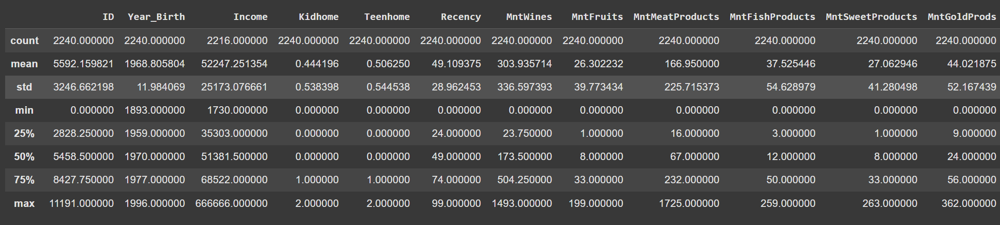 ID Year_Birth Income Kidhome Teenhome Recency MntWines MntFruits MntMeatProducts MntFishProducts MntSweetProducts MntGoldProds
count 2240.000000 2240.000000 2216.000000 2240.000000 2240.000000 2240.000000 2240.000000 2240.000000 2240.000000 2240.000000 2240.000000 2240.000000
mean 5592.159821 1968.805804 52247.251354 0.444196 0.506250 49.109375 303.935714 26.302232 166.950000 37.525446 27.062946 44.021875
std 3246.662198 11.984069 25173.076661 0.538398 0.544538 28.962453 336.597393 39.773434 225.715373 54.628979 41.280498 52.167439
min 0.000000 1893.000000 1730.000000 0.000000 0.000000 0.000000 0.000000 0.000000 0.000000 0.000000 0.000000 0.000000
25% 2828.250000 1959.000000 35303.000000 0.000000 0.000000 24.000000 23.750000 1.000000 16.000000 3.000000 1.000000 9.000000
50% 5458.500000 1970.000000 51381.500000 0.000000 0.000000 49.000000 173.500000 8.000000 67.000000 12.000000 8.000000 24.000000
75% 8427.750000 1977.000000 68522.000000 1.000000 1.000000 74.000000 504.250000 33.000000 232.000000 50.000000 33.000000 56.000000
max 11191.000000 1996.000000 666666.000000 2.000000 2.000000 99.000000 1493.000000 199.000000 1725.000000 259.000000 263.000000 362.000000